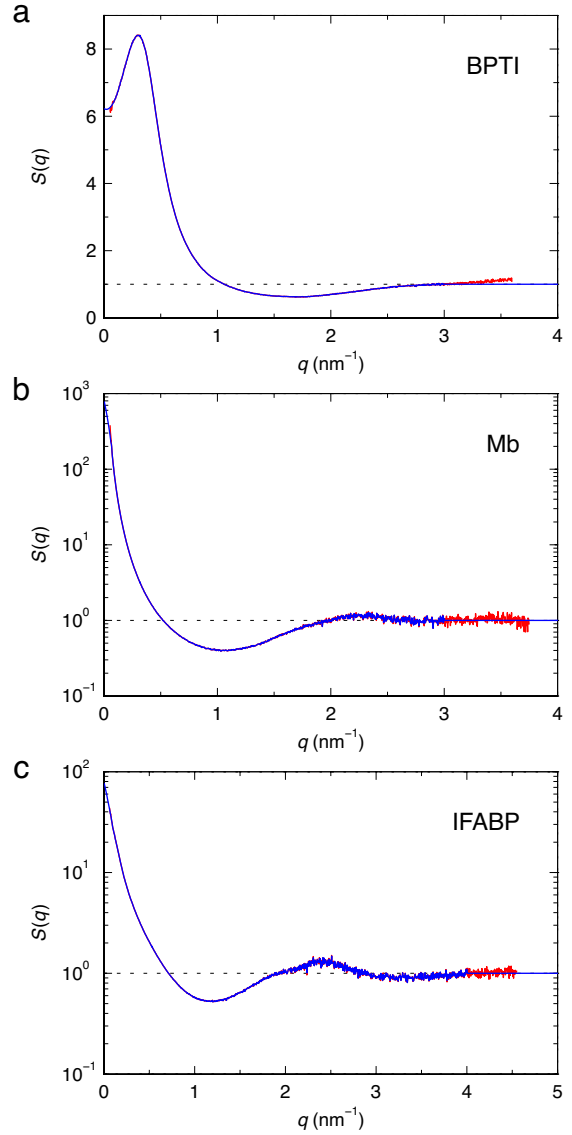 a
BPTI
8
6
4
2
0
S(q)
0 1 2 3 4
q (nm⁻¹)
b
Mb
10³
10²
10¹
10⁰
10⁻¹
S(q)
0 1 2 3 4
q (nm⁻¹)
c
IFABP
10²
10¹
10⁰
10⁻¹
S(q)
0 1 2 3 4 5
q (nm⁻¹)